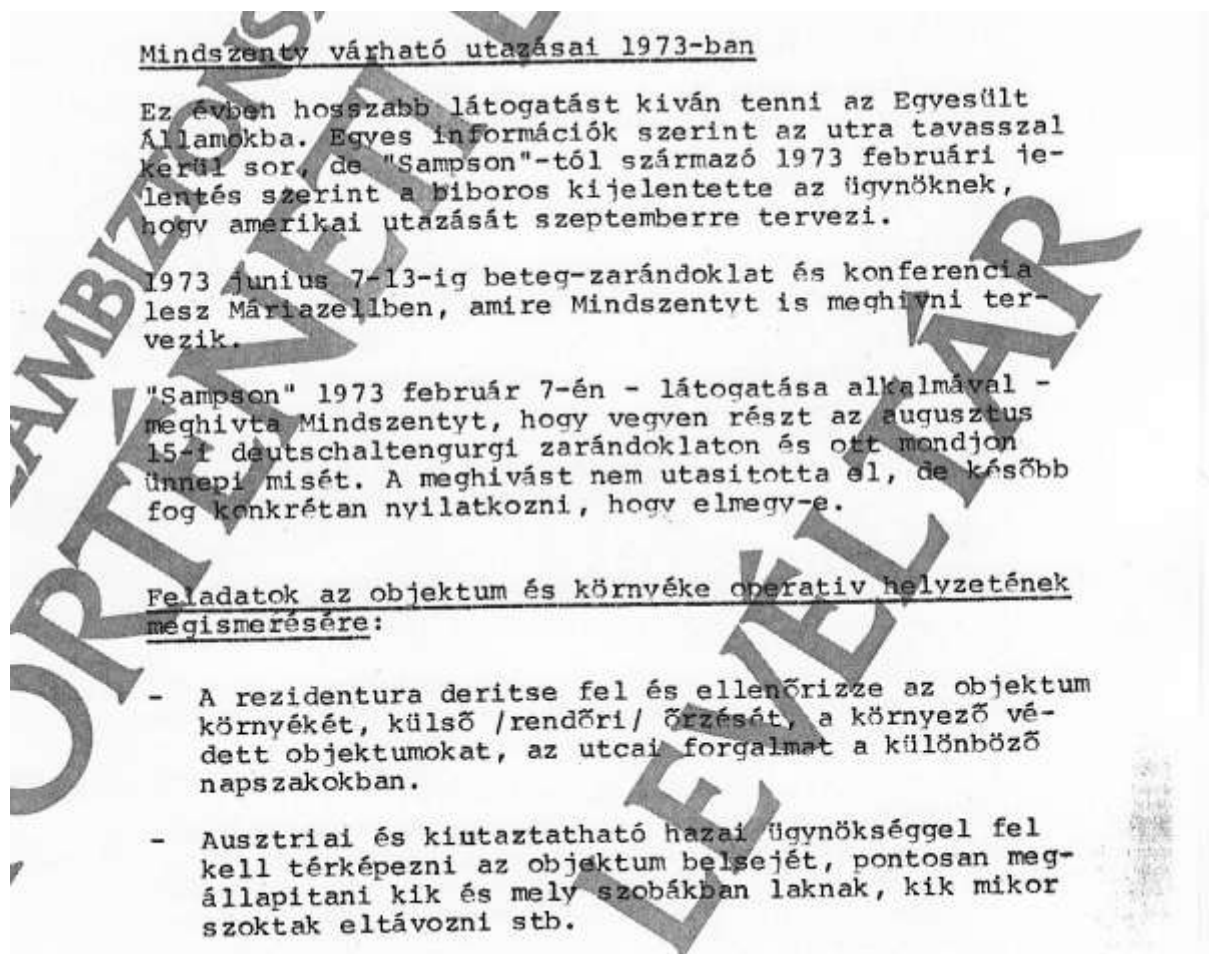 Mindszenty várható utazásai 1973-ban
Ez évben hosszabb látogatást kiván tenni az Egyesült
Államokba. Egyes információk szerint az utra tavasszal
kerül sor, de "Sampson"-tól származó 1973 februári je-
lentés szerint a biboros kijelentette az ügynöknek,
hogy amerikai utazását szeptemberre tervezi.
1973 junius 7-13-ig beteg-zarándoklat és konferencia
lesz Máriazellben, amire Mindszentyt is meghivni ter-
vezik.
"Sampson" 1973 február 7-én - látogatása alkalmával -
meghivta Mindszentyt, hogy vegyen részt az augusztus
15-i deutschaltengurgi zarándoklaton és ott mondjon
ünnepi misét. A meghivást nem utasitotta el, de később
fog konkrétan nyilatkozni, hogy elmegy-e.
Feladatok az objektum és környéke operativ helyzetének
megismerésére:
- A rezidentura deritse fel és ellenőrizze az objektum
környékét, külső /rendőri/ őrzését, a környező vé-
dett objektumokat, az utcai forgalmat a különböző
napszakokban.
- Ausztriai és kiutaztatható hazai ügynökséggel fel
kell térképezni az objektum belsejét, pontosan meg-
állapitani kik és mely szobákban laknak, kik mikor
szoktak eltávozni stb.
LEVÉLTÁR